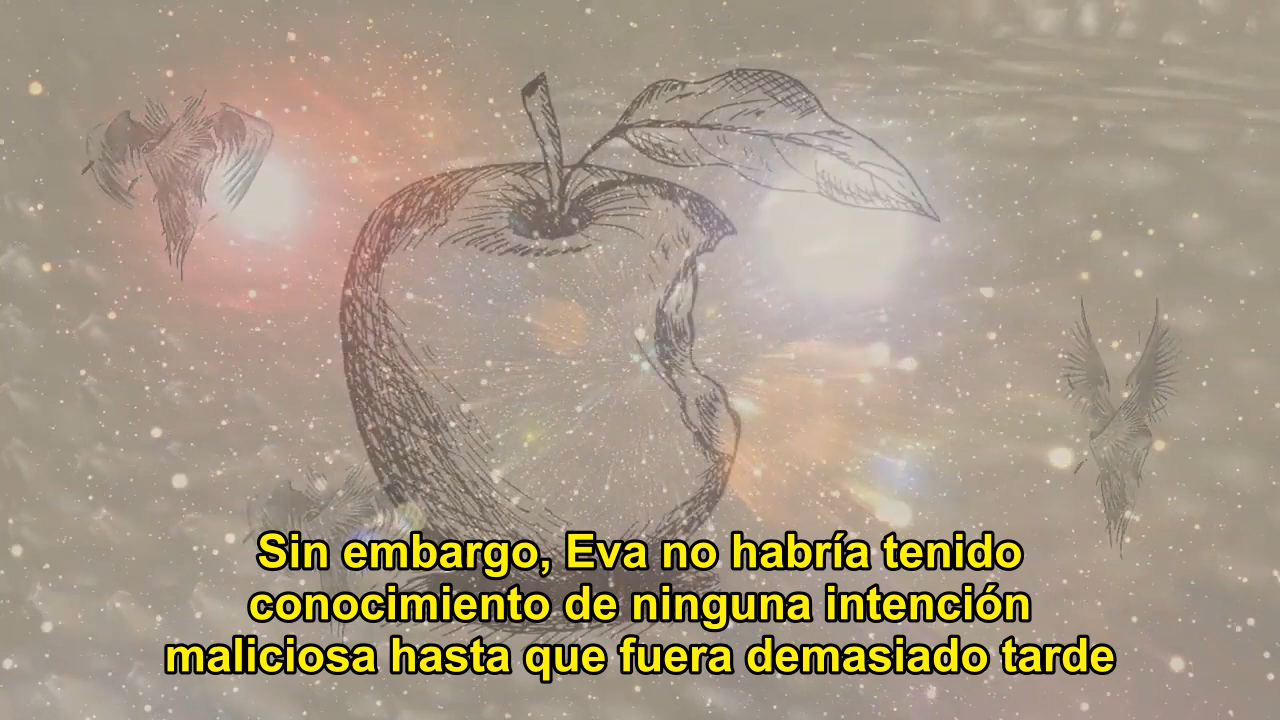 Sin embargo, Eva no habría tenido
conocimiento de ninguna intención
maliciosa hasta que fuera demasiado tarde